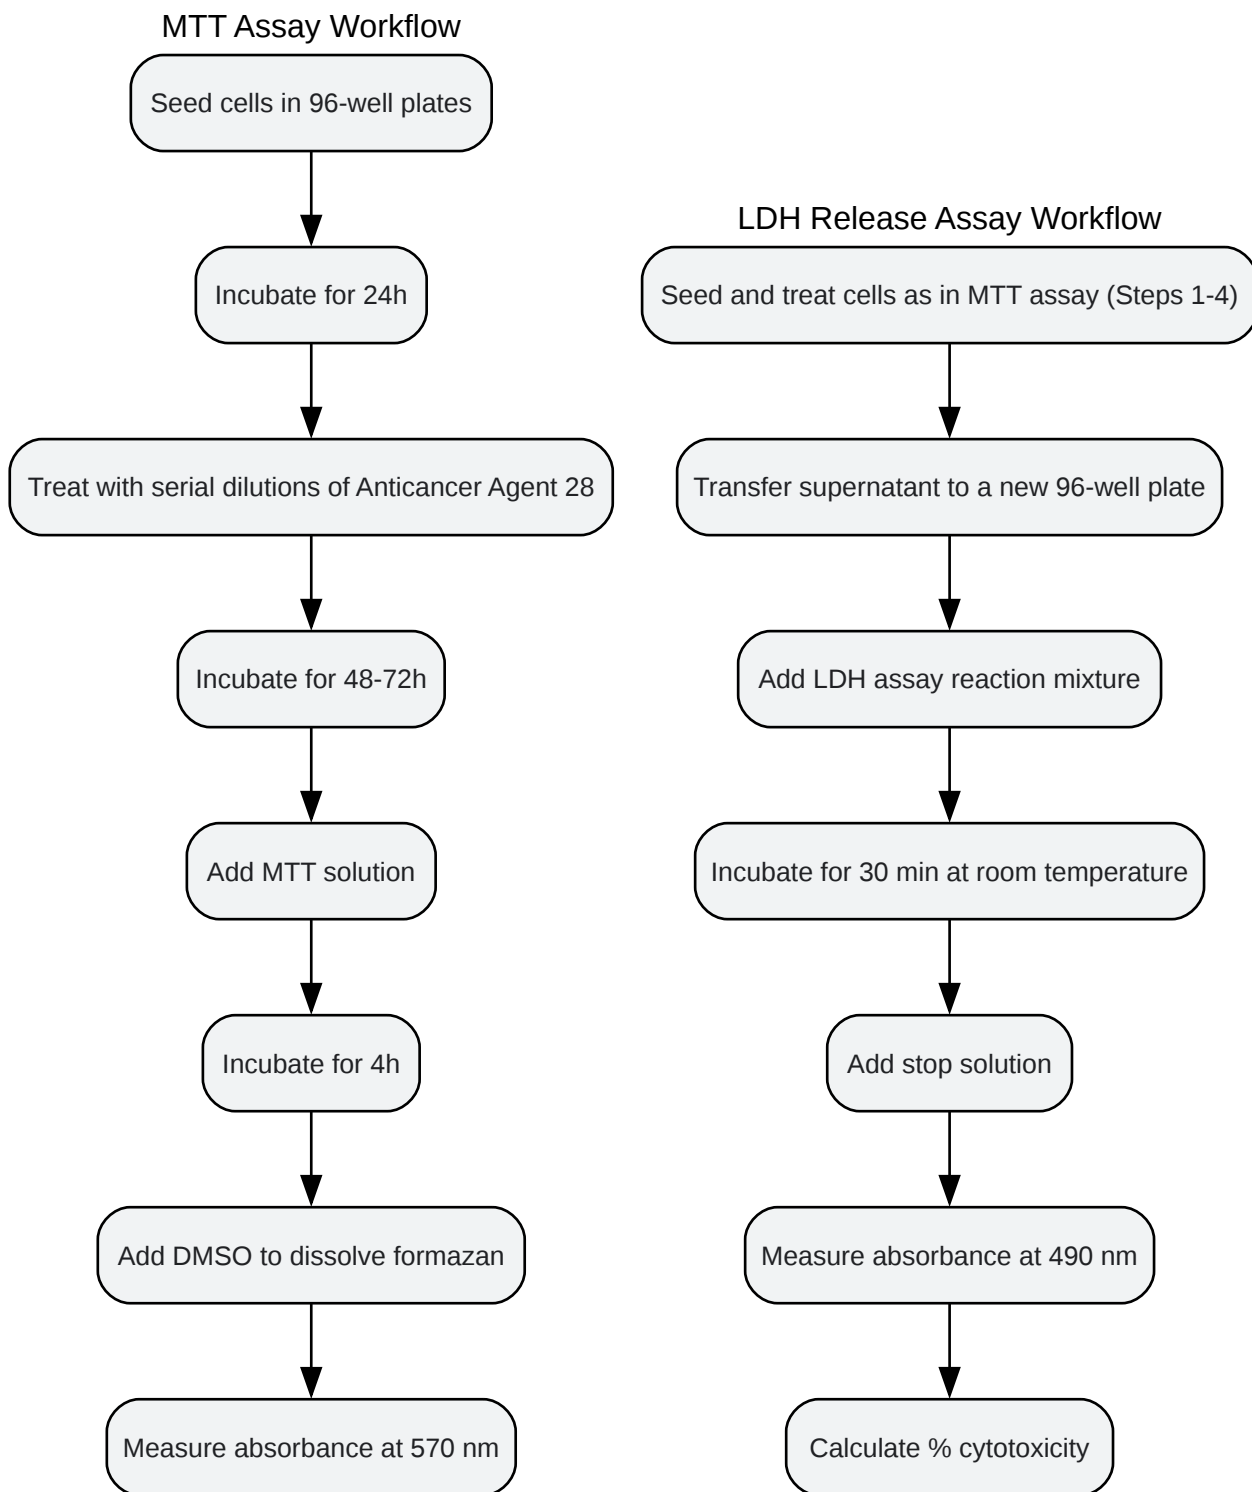 MTT Assay Workflow
Seed cells in 96-well plates
Incubate for 24h
Treat with serial dilutions of Anticancer Agent 28
Incubate for 48-72h
Add MTT solution
Incubate for 4h
Add DMSO to dissolve formazan
Measure absorbance at 570 nm
LDH Release Assay Workflow
Seed and treat cells as in MTT assay (Steps 1-4)
Transfer supernatant to a new 96-well plate
Add LDH assay reaction mixture
Incubate for 30 min at room temperature
Add stop solution
Measure absorbance at 490 nm
Calculate % cytotoxicity